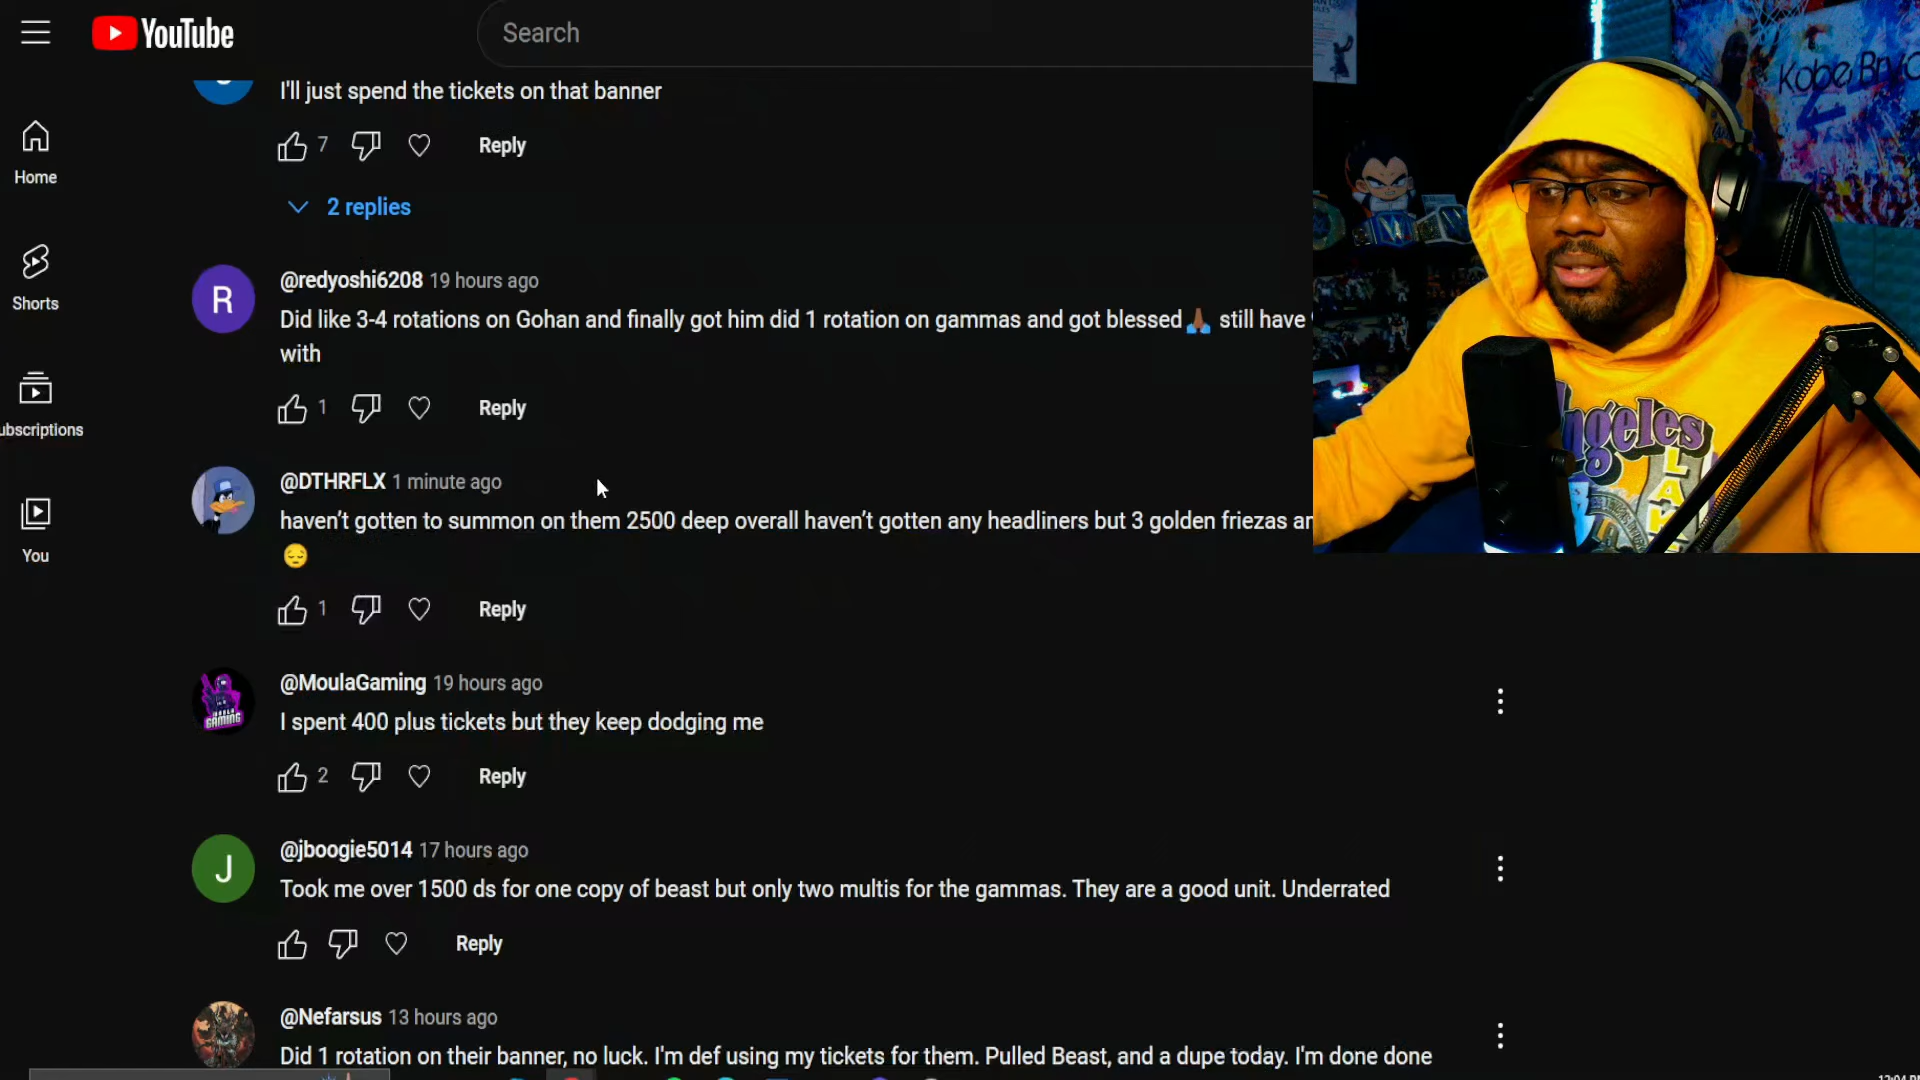 YouTube
Search
Kobe Bry
I'll just spend the tickets on that banner
7
Reply
Home
2 replies
@redyoshi6208 19 hours ago
R
Shorts
Did like 3-4 rotations on Gohan and finally got him did 1 rotation on gammas and got blessed🙏🏾 still have
with
1
Reply
ubscriptions
@DTHRFLX 1 minute ago
haven't gotten to summon on them 2500 deep overall haven't gotten any headliners but 3 golden friezas an
😔
You
1
Reply
@MoulaGaming 19 hours ago
GAMING
I spent 400 plus tickets but they keep dodging me
2
Reply
@jboogie5014 17 hours ago
J
Took me over 1500 ds for one copy of beast but only two multis for the gammas. They are a good unit. Underrated
Reply
@Nefarsus 13 hours ago
Did 1 rotation on their banner, no luck. I'm def using my tickets for them. Pulled Beast, and a dupe today. I'm done done
ngeles